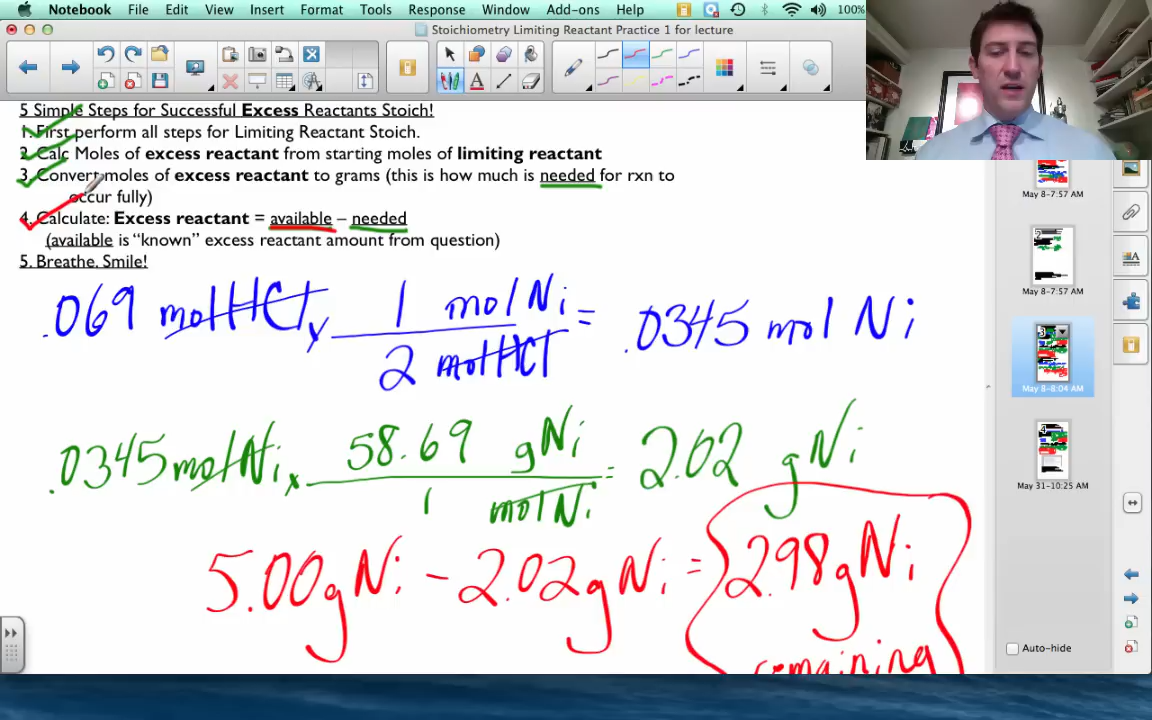 Notebook File Edit View Insert Format Tools Response Window Add-ons Help 100%
Stoichiometry Limiting Reactant Practice 1 for lecture
5 Simple Steps for Successful Excess Reactants Stoich!
1. First perform all steps for Limiting Reactant Stoich.
2. Calc Moles of excess reactant from starting moles of limiting reactant
3. Convert moles of excess reactant to grams (this is how much is needed for rxn to
occur fully)
4. Calculate: Excess reactant = available – needed
(available is "known" excess reactant amount from question)
5. Breathe, Smile!
.069 mol HCl x 1 mol Ni = .0345 mol Ni
2 mol HCl
.0345 mol Ni x 58.69 g Ni = 2.02 g Ni
1 mol Ni
5.00 g Ni - 2.02 g Ni = 2.98 g Ni
remaining
May 8-7:57 AM
2
May 8-7:57 AM
3
May 8-8:04 AM
4
May 31-10:25 AM
Auto-hide